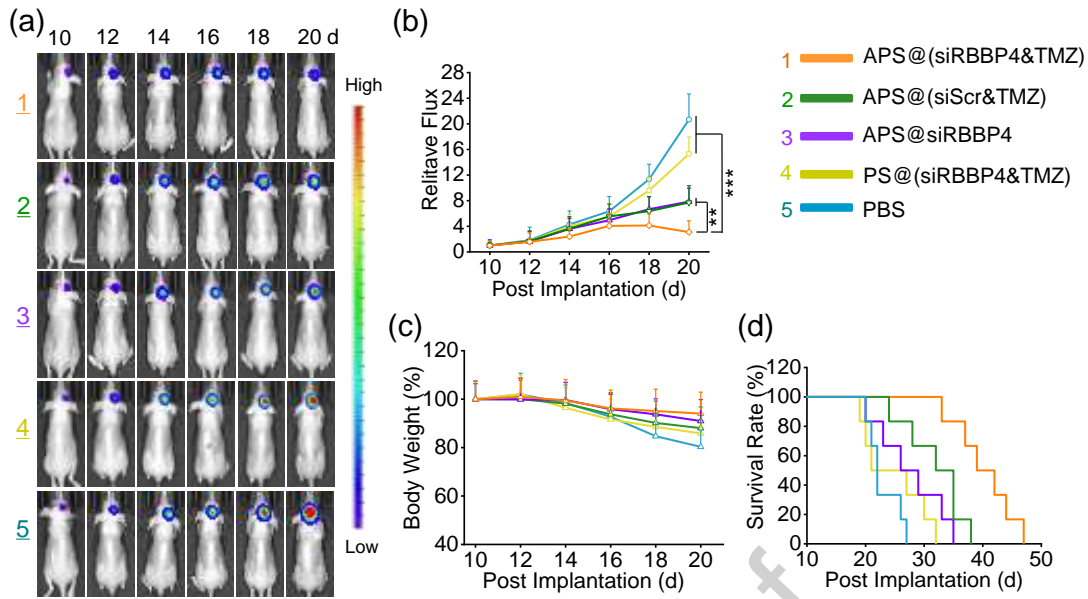 (a)
10 12 14 16 18 20 d
1
2
3
4
5
High
Low
(b)
Relitave Flux
28
24
20
16
12
8
4
0
10 12 14 16 18 20
Post Implantation (d)
**
***
1 APS@(siRBBP4&TMZ)
2 APS@(siScr&TMZ)
3 APS@siRBBP4
4 PS@(siRBBP4&TMZ)
5 PBS
(c)
Body Weight (%)
120
100
80
60
40
10 12 14 16 18 20
Post Implantation (d)
(d)
Survival Rate (%)
120
100
80
60
40
20
0
10 20 30 40 50
Post Implantation (d)
f